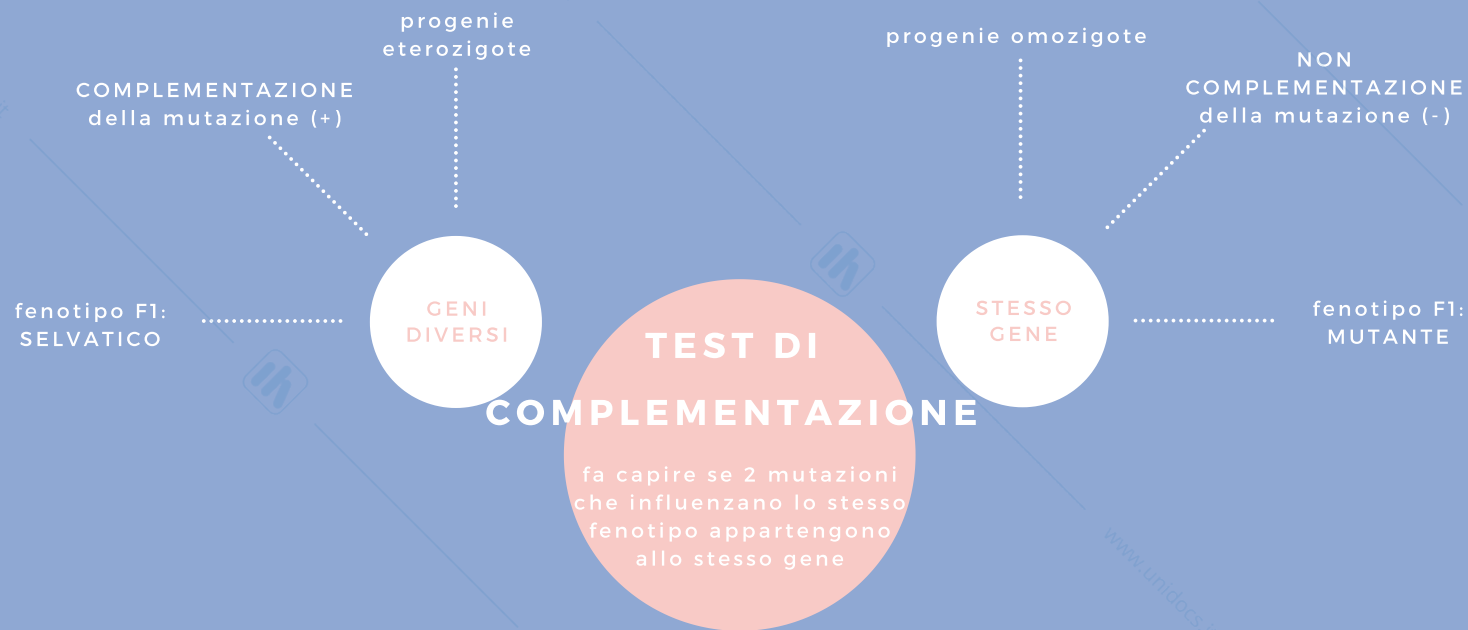 progenie
eterozigote
COMPLEMENTAZIONE
della mutazione (+)
fenotipo F1:
SELVATICO
GENI
DIVERSI
TEST DI
COMPLEMENTAZIONE
fa capire se 2 mutazioni
che influenzano lo stesso
fenotipo appartengono
allo stesso gene
progenie omozigote
NON
COMPLEMENTAZIONE
della mutazione (-)
STESSO
GENE
fenotipo F1:
MUTANTE
www.unidocs.